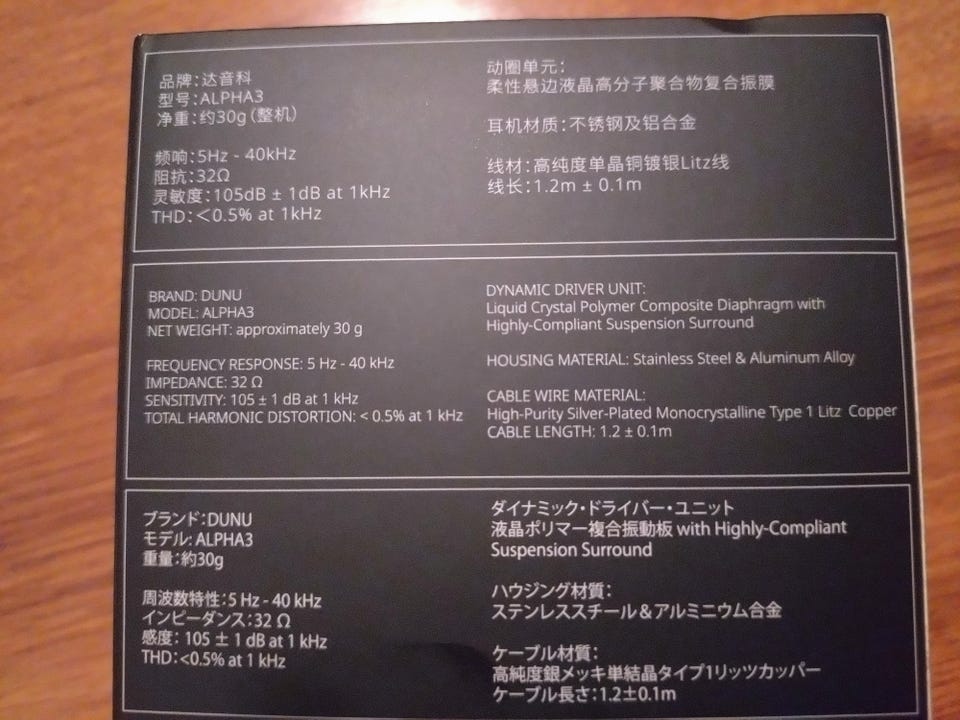 品牌：达音科
型号：ALPHA3
净重：约30g（整机）
频响：5Hz - 40kHz
阻抗：32Ω
灵敏度：105dB ± 1dB at 1kHz
THD：＜0.5% at 1kHz
动圈单元：
柔性悬边液晶高分子聚合物复合振膜
耳机材质：不锈钢及铝合金
线材：高纯度单晶铜镀银Litz线
线长：1.2m ± 0.1m
BRAND: DUNU
MODEL: ALPHA3
NET WEIGHT: approximately 30 g
FREQUENCY RESPONSE: 5 Hz - 40 kHz
IMPEDANCE: 32 Ω
SENSITIVITY: 105 ± 1 dB at 1 kHz
TOTAL HARMONIC DISTORTION: < 0.5% at 1 kHz
DYNAMIC DRIVER UNIT:
Liquid Crystal Polymer Composite Diaphragm with
Highly-Compliant Suspension Surround
HOUSING MATERIAL: Stainless Steel & Aluminum Alloy
CABLE WIRE MATERIAL:
High-Purity Silver-Plated Monocrystalline Type 1 Litz Copper
CABLE LENGTH: 1.2 ± 0.1m
ブランド：DUNU
モデル: ALPHA3
重量：約30g
周波数特性：5 Hz - 40 kHz
インピーダンス：32 Ω
感度： 105 ± 1 dB at 1 kHz
THD：<0.5% at 1 kHz
ダイナミック・ドライバー・ユニット
液晶ポリマー複合振動板 with Highly-Compliant
Suspension Surround
ハウジング材質：
ステンレススチール＆アルミニウム合金
ケーブル材質：
高純度銀メッキ単結晶タイプ1リッツカッパー
ケーブル長さ：1.2±0.1m